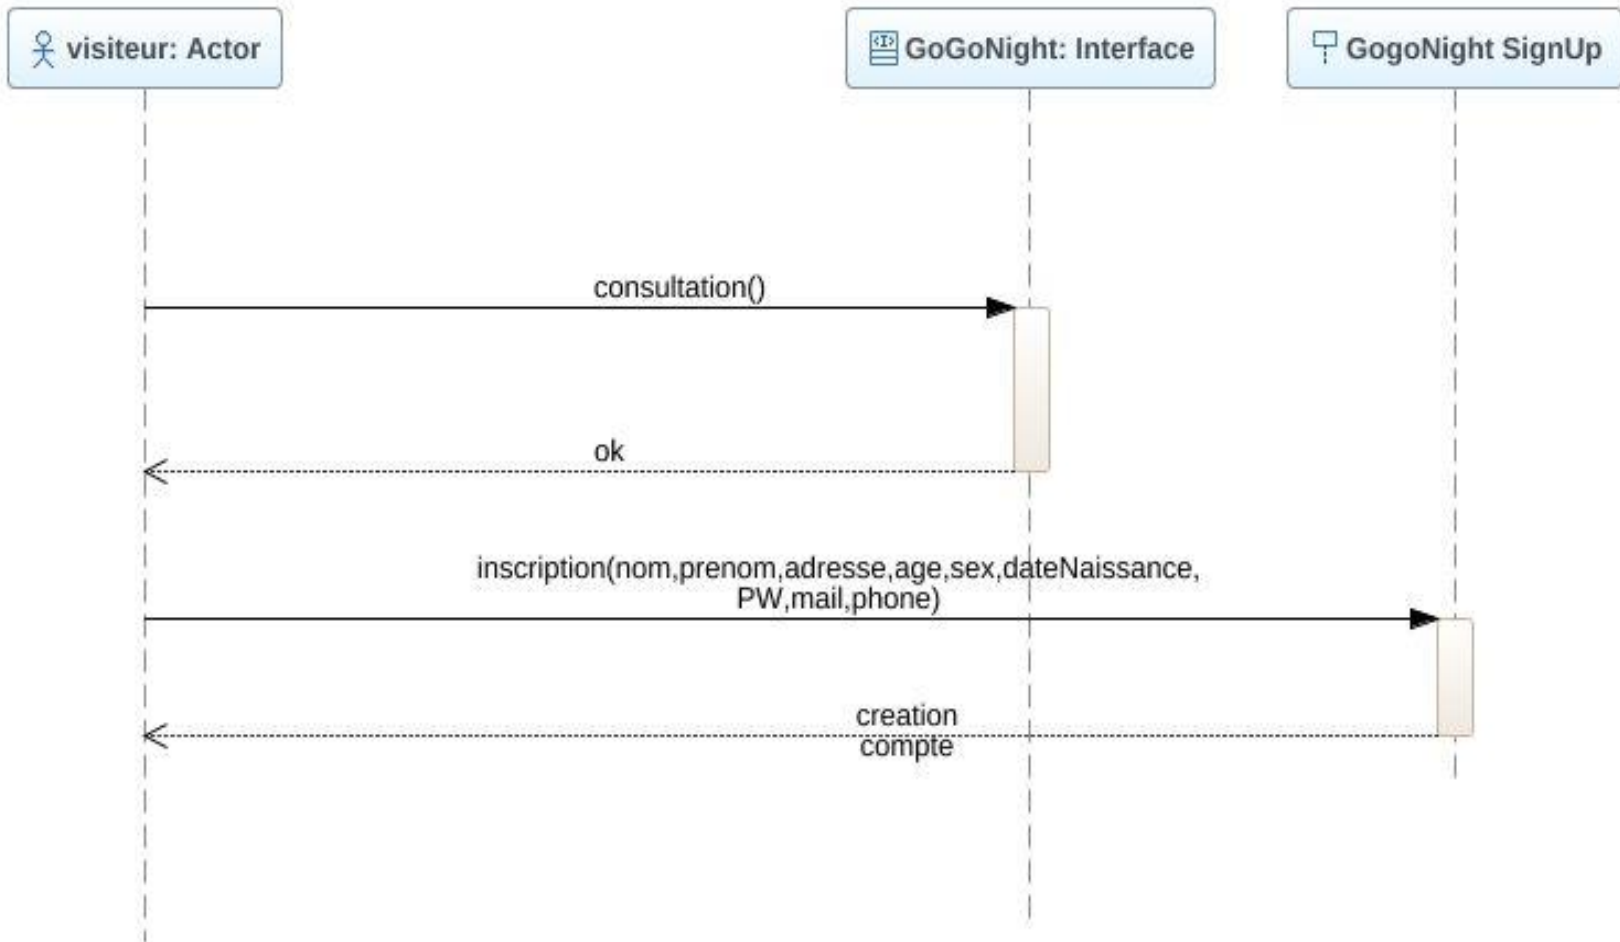 visiteur: Actor
GoGoNight: Interface
GogoNight SignUp
consultation()
ok
inscription(nom,prenom,adresse,age,sex,dateNaissance,
PW,mail,phone)
creation
compte